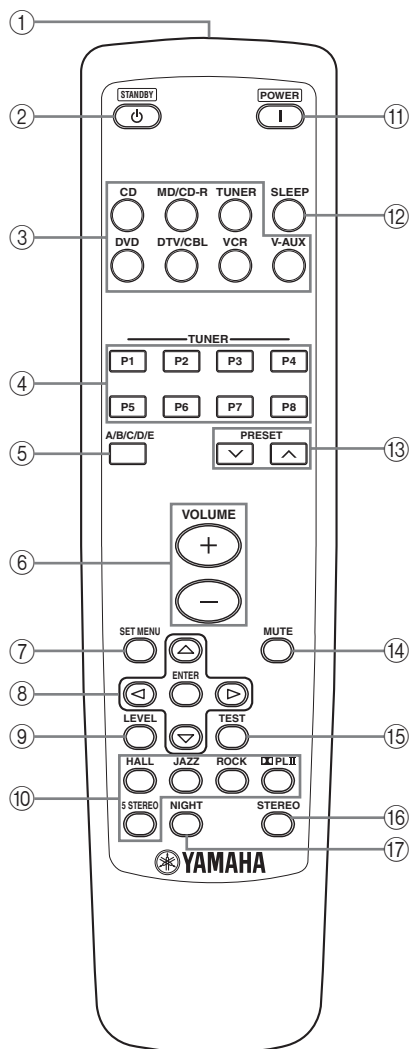 ①
② STANDBY POWER ⑪
CD MD/CD-R TUNER SLEEP
③ ⑫
DVD DTV/CBL VCR V-AUX
TUNER
P1 P2 P3 P4
④
P5 P6 P7 P8
A/B/C/D/E PRESET
⑤ ⑬
VOLUME
⑥ +
−
SET MENU MUTE
⑦ ⑭
⑧ ENTER
LEVEL TEST
⑨ ⑮
HALL JAZZ ROCK PLII
⑩
5 STEREO NIGHT STEREO ⑯
⑰
YAMAHA